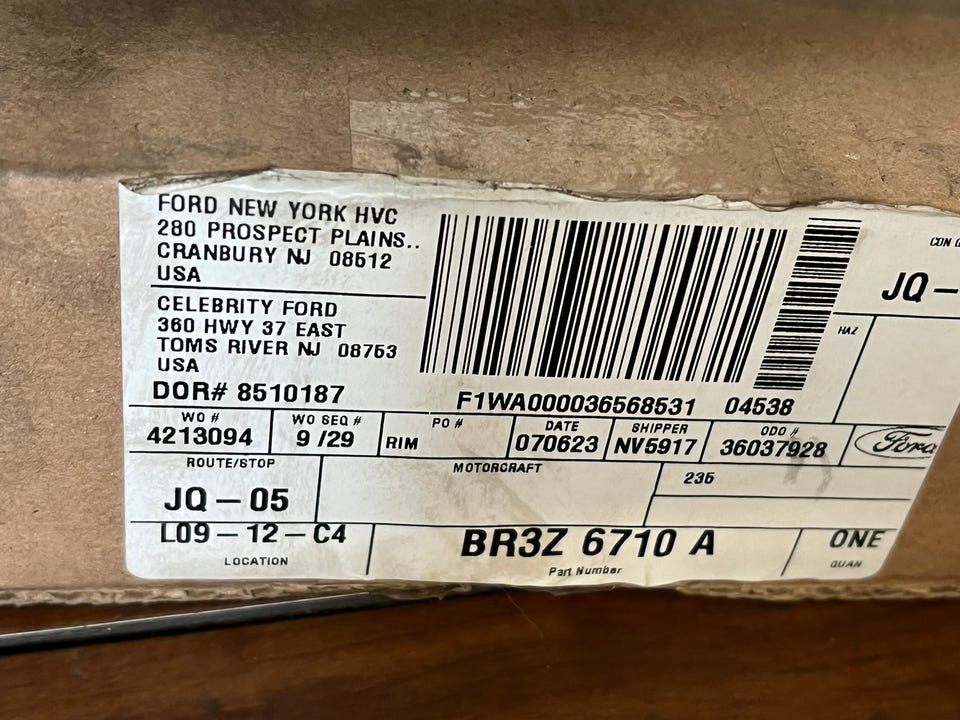 FORD NEW YORK HVC
280 PROSPECT PLAINS..
CRANBURY NJ 08512
USA
CELEBRITY FORD
360 HWY 37 EAST
TOMS RIVER NJ 08753
USA
DOR# 8510187
F1WA000036568531 04538
CON
JQ-
HAZ
WO #
4213094
WO SEQ #
9 /29
RIM
PO #
DATE
070623
SHIPPER
NV5917
ODO #
36037928
Ford
ROUTE/STOP
JQ-05
MOTORCRAFT
235
L09-12-C4
LOCATION
BR3Z 6710 A
Part Number
ONE
QUAN